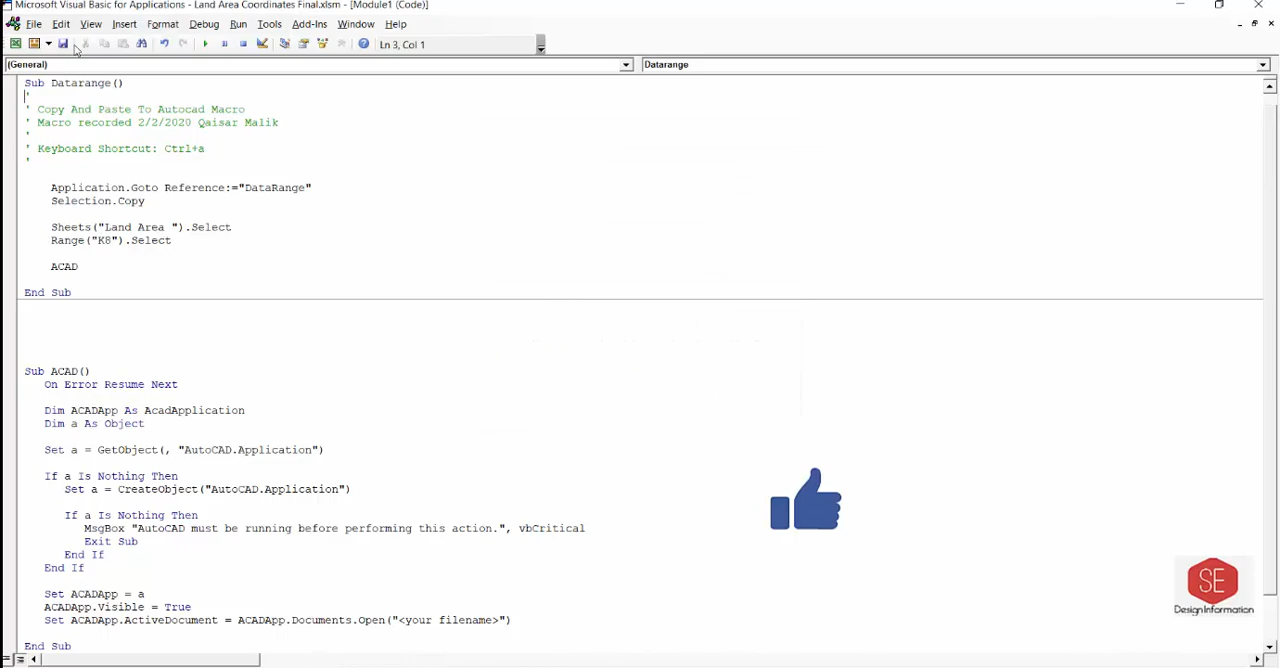 Microsoft Visual Basic for Applications - Land Area Coordinates Final.xlsm - [Module1 (Code)]
File Edit View Insert Format Debug Run Tools Add-Ins Window Help
Ln 3, Col 1
(General) Datarange
Sub Datarange()
'
' Copy And Paste To Autocad Macro
' Macro recorded 2/2/2020 Qaisar Malik
'
' Keyboard Shortcut: Ctrl+a
'
Application.Goto Reference:="DataRange"
Selection.Copy
Sheets("Land Area ").Select
Range("K8").Select
ACAD
End Sub
Sub ACAD()
On Error Resume Next
Dim ACADApp As AcadApplication
Dim a As Object
Set a = GetObject(, "AutoCAD.Application")
If a Is Nothing Then
Set a = CreateObject("AutoCAD.Application")
If a Is Nothing Then
MsgBox "AutoCAD must be running before performing this action.", vbCritical
Exit Sub
End If
End If
Set ACADApp = a
ACADApp.Visible = True
Set ACADApp.ActiveDocument = ACADApp.Documents.Open("<your filename>")
End Sub
SE
Design Information